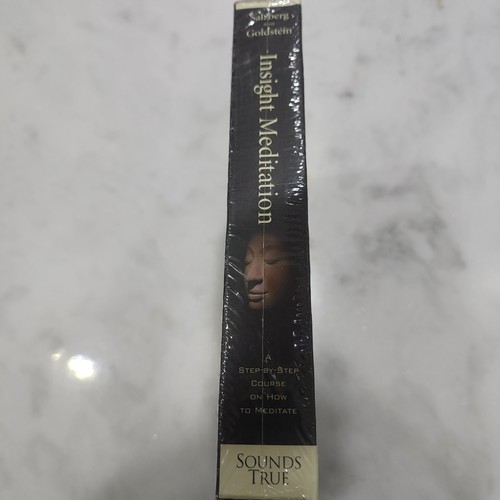 Salzberg
and
Goldstein
Insight Meditation
A
STEP-BY-STEP
COURSE
ON HOW
TO MEDITATE
SOUNDS
TRUE